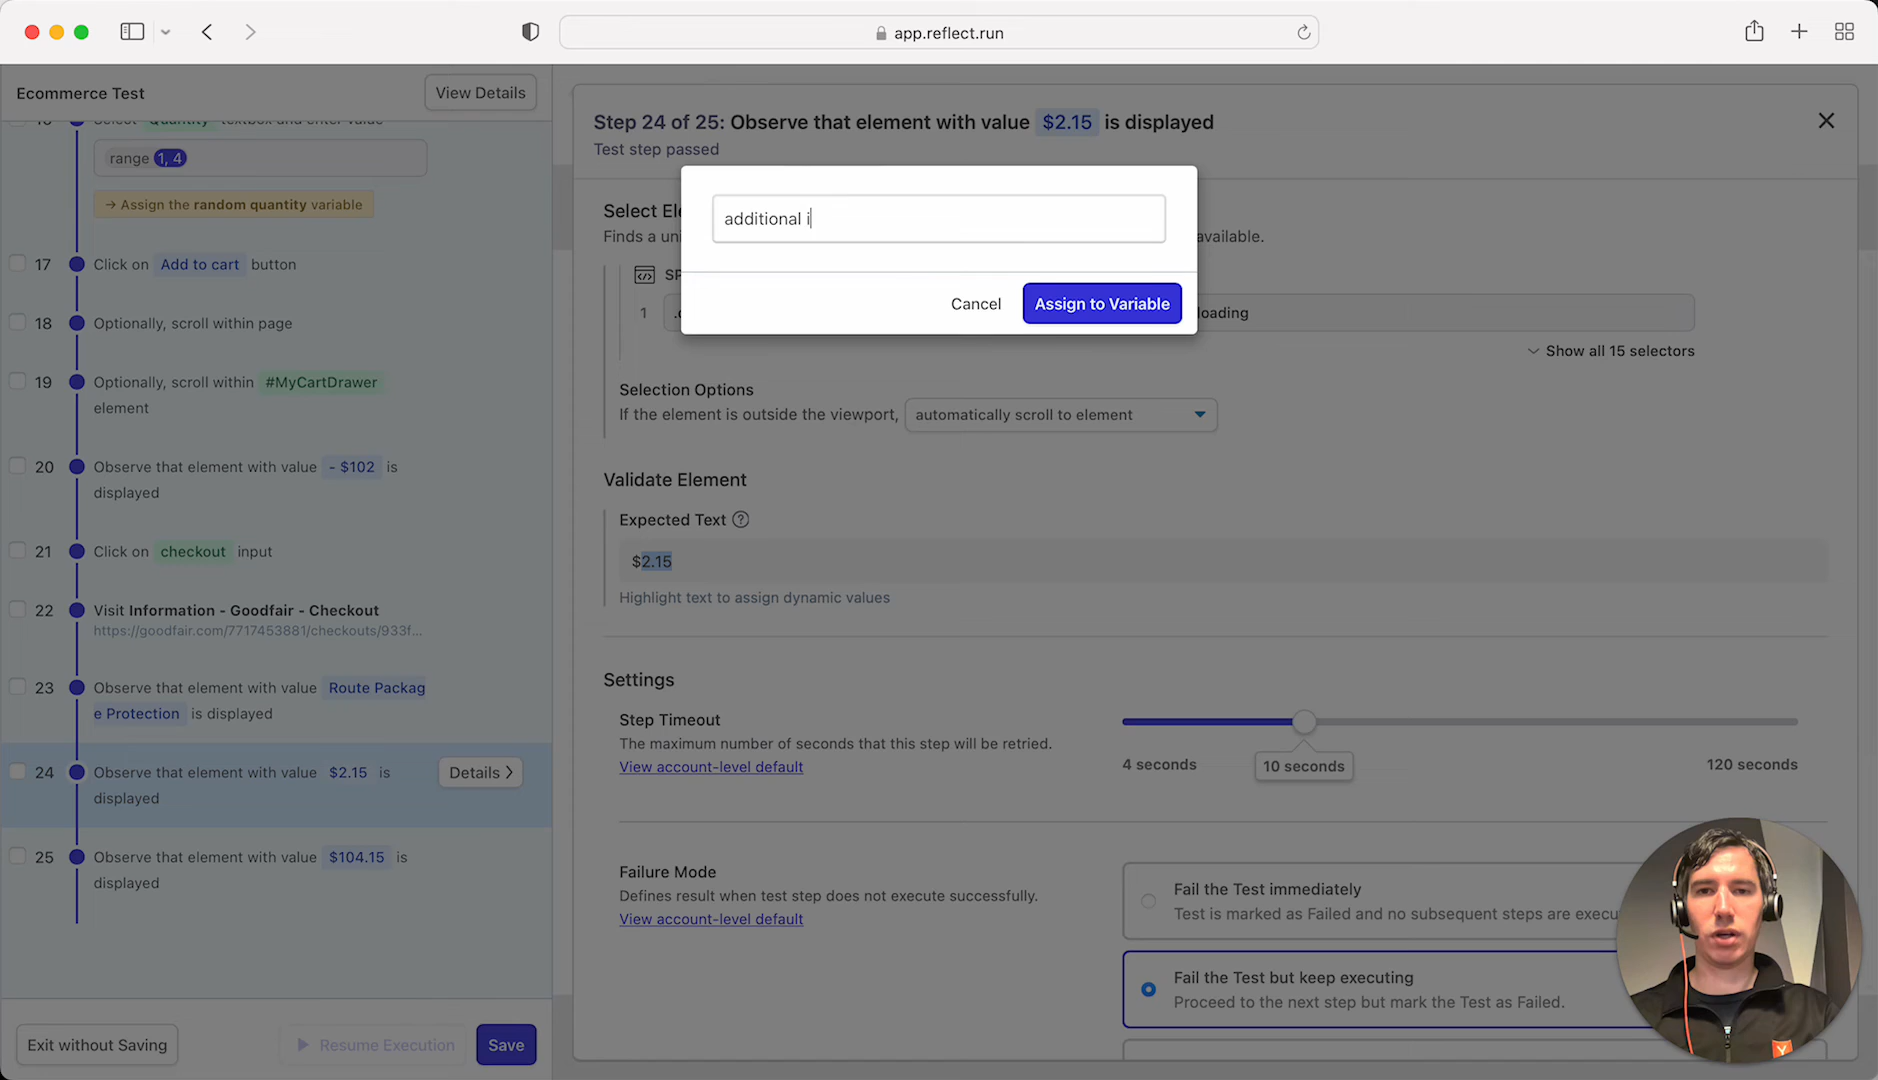 app.reflect.run
Ecommerce Test
View Details
Quantity
range 1, 4
→ Assign the random quantity variable
17 Click on Add to cart button
18 Optionally, scroll within page
19 Optionally, scroll within #MyCartDrawer
element
20 Observe that element with value - $102 is
displayed
21 Click on checkout input
22 Visit Information - Goodfair - Checkout
https://goodfair.com/7717453881/checkouts/933f...
23 Observe that element with value Route Packag
e Protection is displayed
24 Observe that element with value $2.15 is
displayed
Details
25 Observe that element with value $104.15 is
displayed
Exit without Saving
Resume Execution
Save
Step 24 of 25: Observe that element with value $2.15 is displayed
Test step passed
additional i
Cancel
Assign to Variable
Select
Finds a
available.
1
loading
Show all 15 selectors
Selection Options
If the element is outside the viewport, automatically scroll to element
Validate Element
Expected Text ?
$2.15
Highlight text to assign dynamic values
Settings
Step Timeout
The maximum number of seconds that this step will be retried.
View account-level default
4 seconds
10 seconds
120 seconds
Failure Mode
Defines result when test step does not execute successfully.
View account-level default
Fail the Test immediately
Test is marked as Failed and no subsequent steps are execu
Fail the Test but keep executing
Proceed to the next step but mark the Test as Failed.
Y